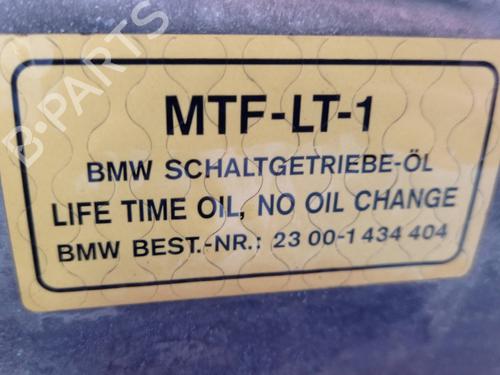 B-PARTS
MTF-LT-1
BMW SCHALTGETRIEBE-ÖL
LIFE TIME OIL, NO OIL CHANGE
BMW BEST.-NR.: 23 00-1 434 404